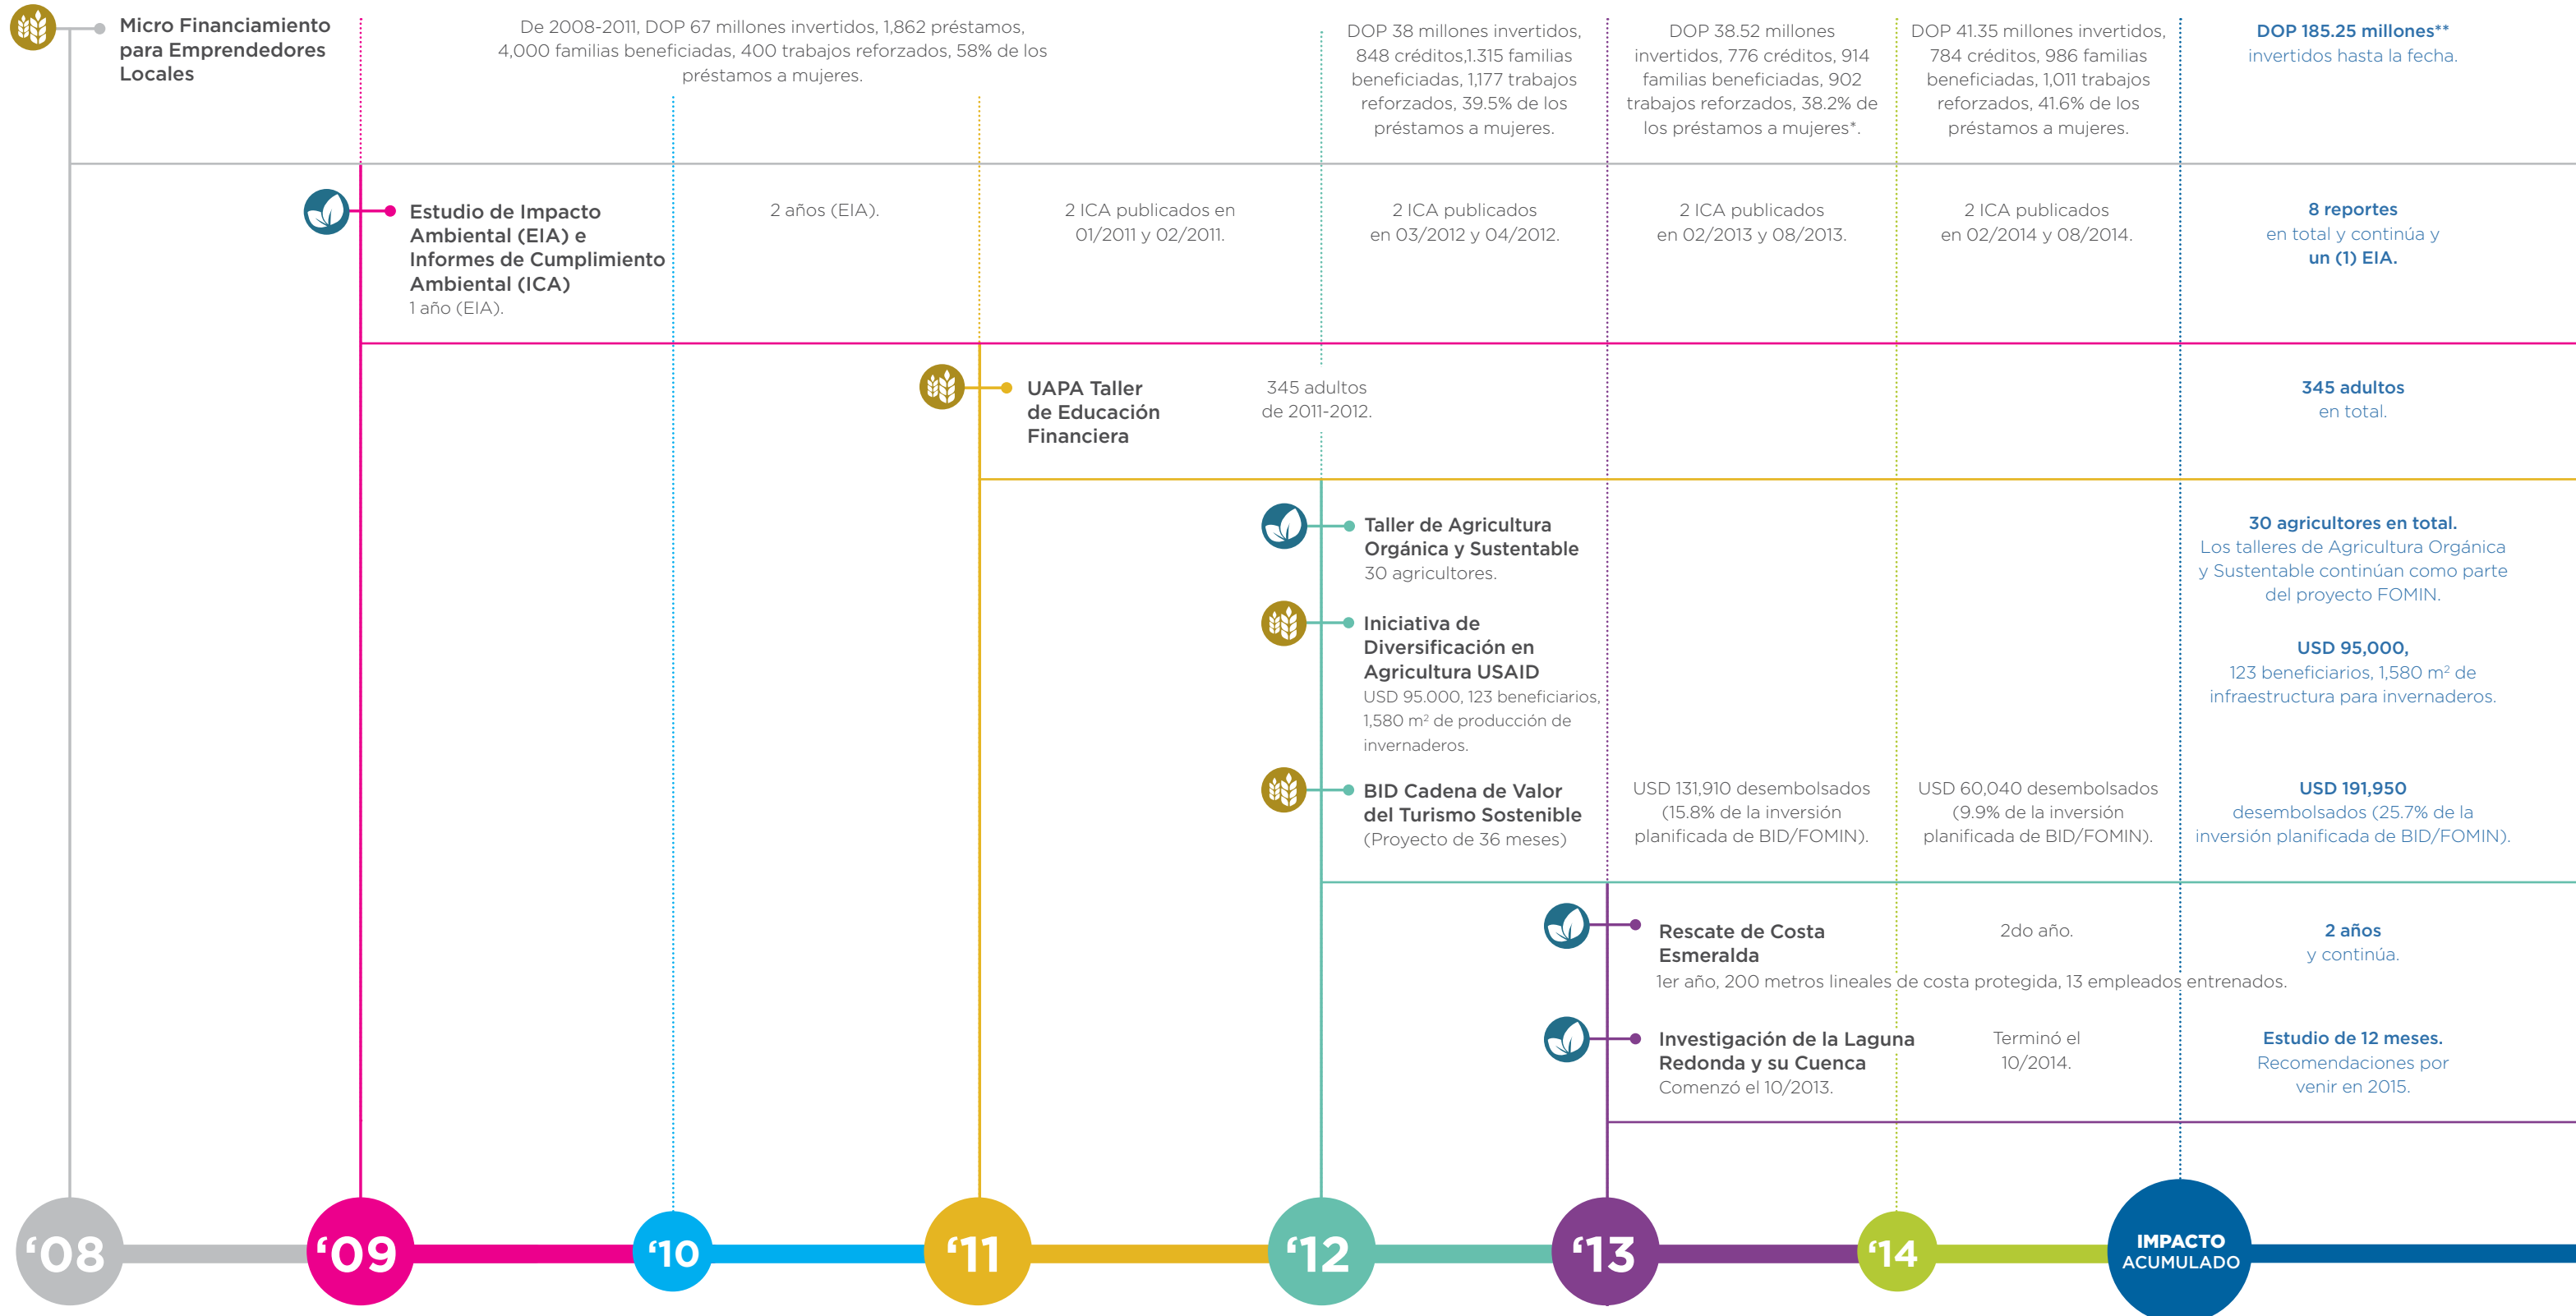 Micro Financiamiento
para Emprendedores
Locales
De 2008-2011, DOP 67 millones invertidos, 1,862 préstamos,
4,000 familias beneficiadas, 400 trabajos reforzados, 58% de los
préstamos a mujeres.
DOP 38 millones invertidos,
848 créditos,1.315 familias
beneficiadas, 1,177 trabajos
reforzados, 39.5% de los
préstamos a mujeres.
DOP 38.52 millones
invertidos, 776 créditos, 914
familias beneficiadas, 902
trabajos reforzados, 38.2% de
los préstamos a mujeres*.
DOP 41.35 millones invertidos,
784 créditos, 986 familias
beneficiadas, 1,011 trabajos
reforzados, 41.6% de los
préstamos a mujeres.
DOP 185.25 millones**
invertidos hasta la fecha.
Estudio de Impacto
Ambiental (EIA) e
Informes de Cumplimiento
Ambiental (ICA)
1 año (EIA).
2 años (EIA).
2 ICA publicados en
01/2011 y 02/2011.
2 ICA publicados
en 03/2012 y 04/2012.
2 ICA publicados
en 02/2013 y 08/2013.
2 ICA publicados
en 02/2014 y 08/2014.
8 reportes
en total y continúa y
un (1) EIA.
UAPA Taller
de Educación
Financiera
345 adultos
de 2011-2012.
345 adultos
en total.
Taller de Agricultura
Orgánica y Sustentable
30 agricultores.
30 agricultores en total.
Los talleres de Agricultura Orgánica
y Sustentable continúan como parte
del proyecto FOMIN.
Iniciativa de
Diversificación en
Agricultura USAID
USD 95.000, 123 beneficiarios,
1,580 m² de producción de
invernaderos.
USD 95,000,
123 beneficiarios, 1,580 m² de
infraestructura para invernaderos.
BID Cadena de Valor
del Turismo Sostenible
(Proyecto de 36 meses)
USD 131,910 desembolsados
(15.8% de la inversión
planificada de BID/FOMIN).
USD 60,040 desembolsados
(9.9% de la inversión
planificada de BID/FOMIN).
USD 191,950
desembolsados (25.7% de la
inversión planificada de BID/FOMIN).
Rescate de Costa
Esmeralda
1er año, 200 metros lineales de costa protegida, 13 empleados entrenados.
2do año.
2 años
y continúa.
Investigación de la Laguna
Redonda y su Cuenca
Comenzó el 10/2013.
Terminó el
10/2014.
Estudio de 12 meses.
Recomendaciones por
venir en 2015.
‘08
‘09
‘10
‘11
‘12
‘13
‘14
IMPACTO
ACUMULADO